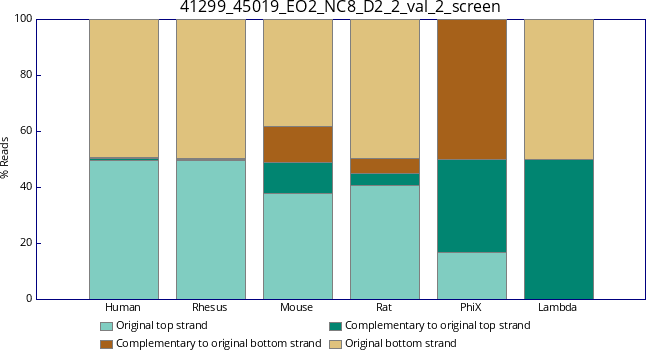 41299_45019_EO2_NC8_D2_2_val_2_screen
100
80
60
40
20
0
% Reads
Human Rhesus Mouse Rat PhiX Lambda
Original top strand Complementary to original top strand
Complementary to original bottom strand Original bottom strand